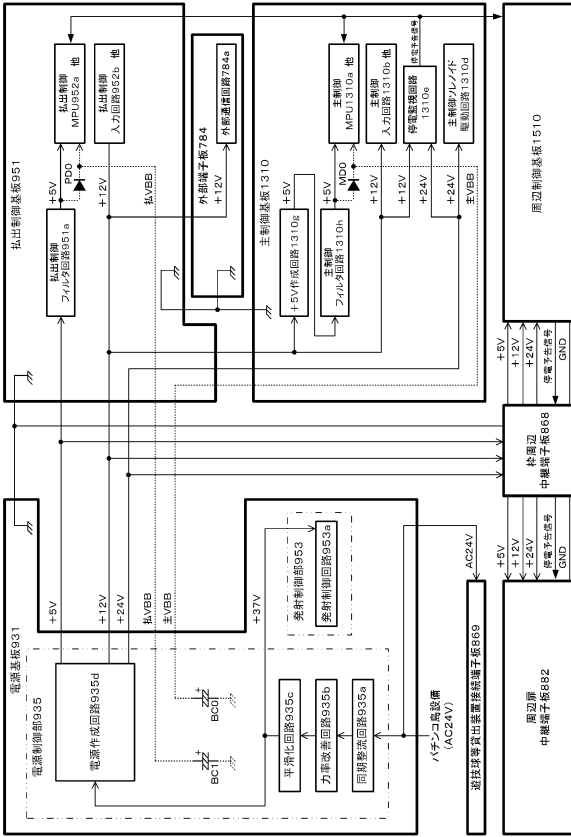 電源基板931
電源制御部935
電源作成回路935d
平滑化回路935c
力率改善回路935b
同期整流回路935a
BC1
+
BC0
+
発射制御部953
発射制御回路953a
パチンコ島設備
(AC24V)
AC24V
遊技球等貸出装置接続端子板869
周辺扉
中継端子板882
+5V
+12V
+24V
払VBB
主VBB
+37V
+5V
+12V
+24V
停電予告信号
GND
枠周辺
中継端子板868
+5V
+12V
+24V
停電予告信号
GND
周辺制御基板1510
払出制御基板951
払出制御
フィルタ回路951a
+5V
PD0
払出制御
MPU952a 他
+12V
払出制御
入力回路952b 他
払VBB
外部端子板784
外部通信回路784a
+12V
主制御基板1310
+5V作成回路1310g
+5V
主制御
フィルタ回路1310h
+5V
MD0
主制御
MPU1310a 他
+12V
主制御
入力回路1310b 他
+12V
+24V
停電監視回路
1310e
停電予告信号
+24V
主制御ソレノイド
駆動回路1310d
主VBB